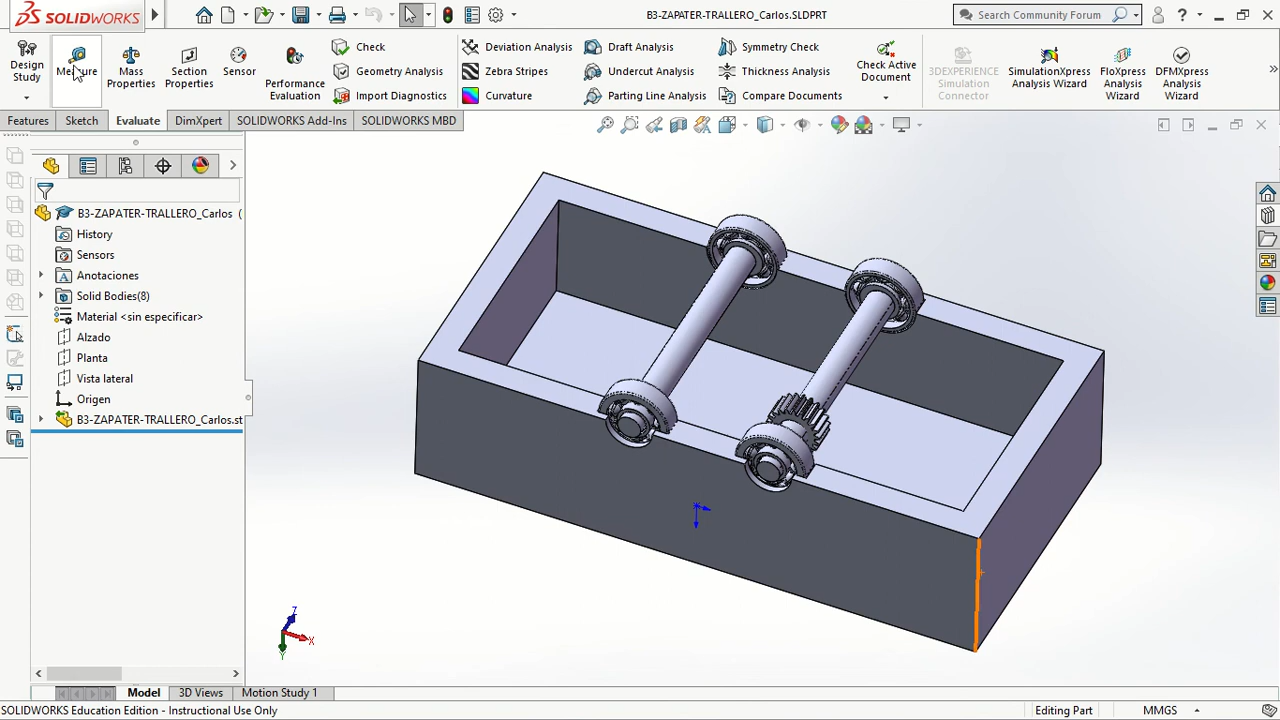 SOLIDWORKS
B3-ZAPATER-TRALLERO_Carlos.SLDPRT
Search Community Forum
?
Design Study
Measure
Mass Properties
Section Properties
Sensor
Performance Evaluation
Check
Geometry Analysis
Import Diagnostics
Deviation Analysis
Zebra Stripes
Curvature
Draft Analysis
Undercut Analysis
Parting Line Analysis
Symmetry Check
Thickness Analysis
Compare Documents
Check Active Document
3DEXPERIENCE Simulation Connector
SimulationXpress Analysis Wizard
FloXpress Analysis Wizard
DFMXpress Analysis Wizard
Features
Sketch
Evaluate
DimXpert
SOLIDWORKS Add-Ins
SOLIDWORKS MBD
B3-ZAPATER-TRALLERO_Carlos (
History
Sensors
Anotaciones
Solid Bodies(8)
Material <sin especificar>
Alzado
Planta
Vista lateral
Origen
B3-ZAPATER-TRALLERO_Carlos.st
Z
X
Y
Model
3D Views
Motion Study 1
SOLIDWORKS Education Edition - Instructional Use Only
Editing Part
MMGS